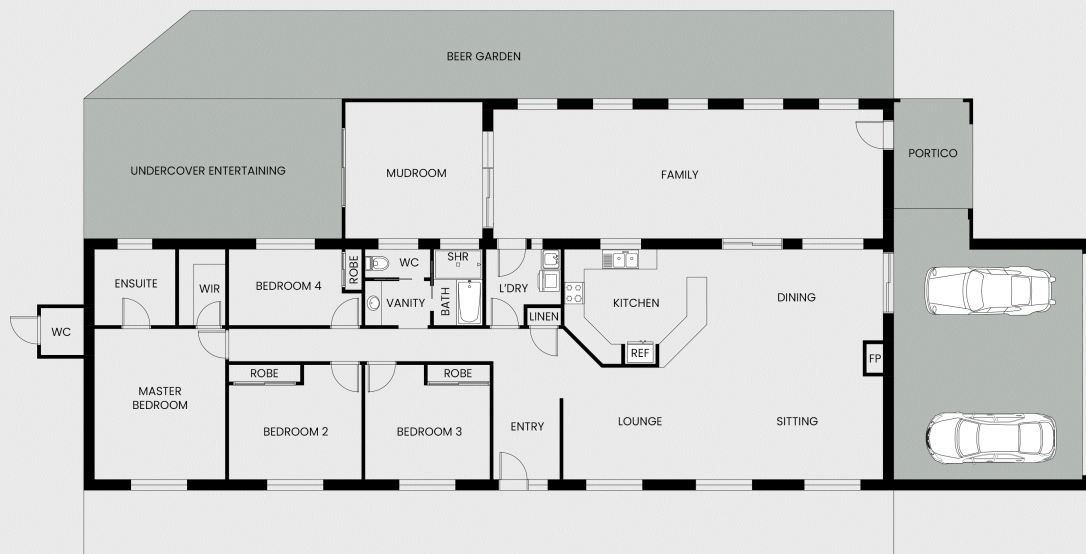 BEER GARDEN
UNDERCOVER ENTERTAINING
MUDROOM
FAMILY
PORTICO
ENSUITE
WIR
BEDROOM 4
ROBE
WC
SHR
VANITY
BATH
L'DRY
LINEN
KITCHEN
REF
DINING
WC
FP
MASTER
BEDROOM
ROBE
BEDROOM 2
ROBE
BEDROOM 3
ENTRY
LOUNGE
SITTING